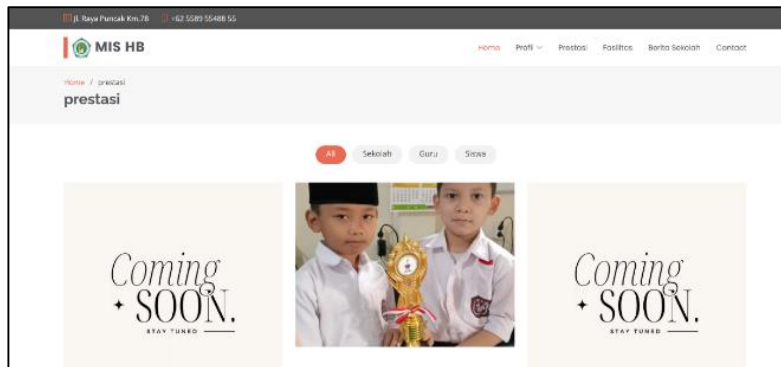 Jl. Raya Puncak Km.78 +62 5589 55488 55
MIS HB
Home Profil Prestasi Fasilitas Berita Sekolah Contact
Home / prestasi
prestasi
All Sekolah Guru Siswa
Coming
SOON.
STAY TUNED
Coming
SOON.
STAY TUNED